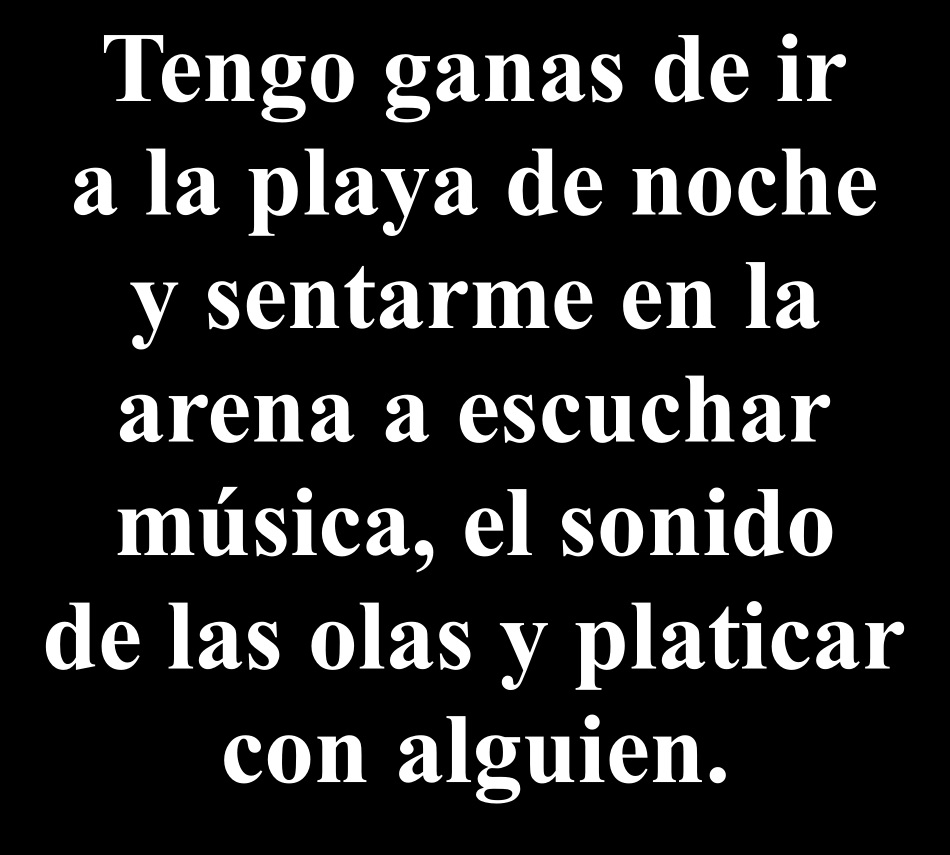 Tengo ganas de ir
a la playa de noche
y sentarme en la
arena a escuchar
música, el sonido
de las olas y platicar
con alguien.